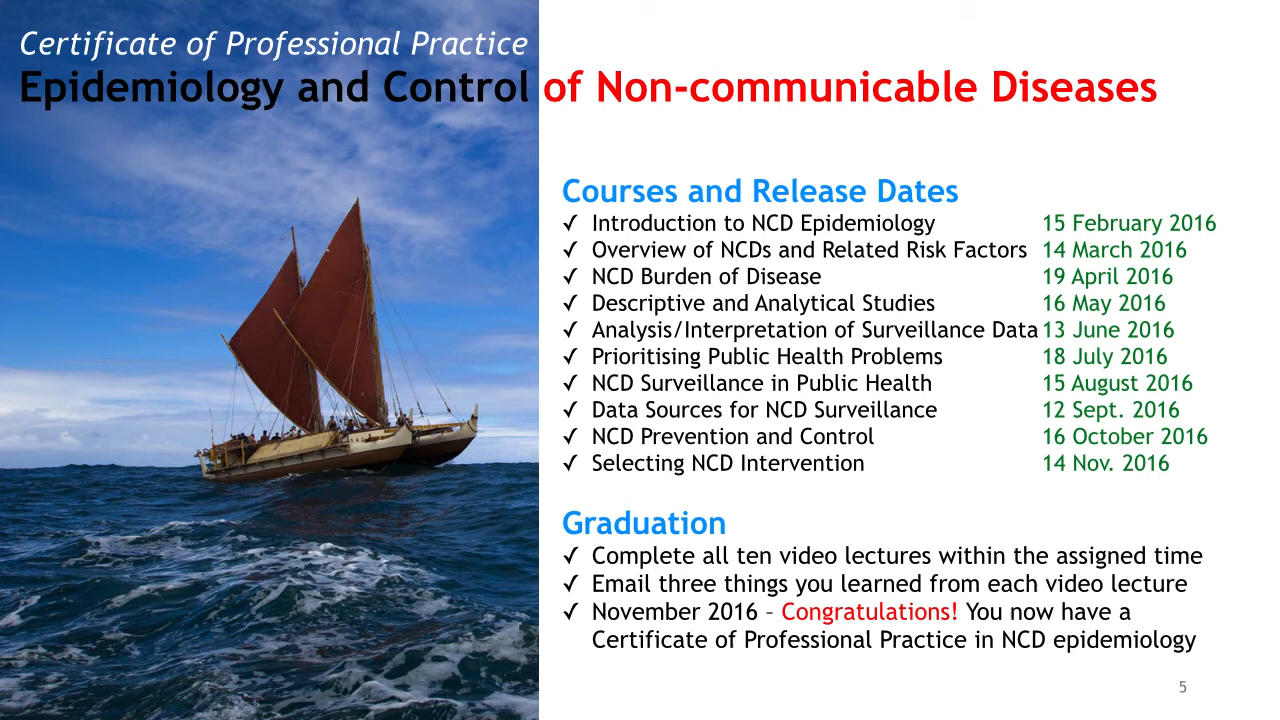 Certificate of Professional Practice
Epidemiology and Control of Non-communicable Diseases
Courses and Release Dates
✓ Introduction to NCD Epidemiology 15 February 2016
✓ Overview of NCDs and Related Risk Factors 14 March 2016
✓ NCD Burden of Disease 19 April 2016
✓ Descriptive and Analytical Studies 16 May 2016
✓ Analysis/Interpretation of Surveillance Data 13 June 2016
✓ Prioritising Public Health Problems 18 July 2016
✓ NCD Surveillance in Public Health 15 August 2016
✓ Data Sources for NCD Surveillance 12 Sept. 2016
✓ NCD Prevention and Control 16 October 2016
✓ Selecting NCD Intervention 14 Nov. 2016
Graduation
✓ Complete all ten video lectures within the assigned time
✓ Email three things you learned from each video lecture
✓ November 2016 – Congratulations! You now have a
Certificate of Professional Practice in NCD epidemiology
5